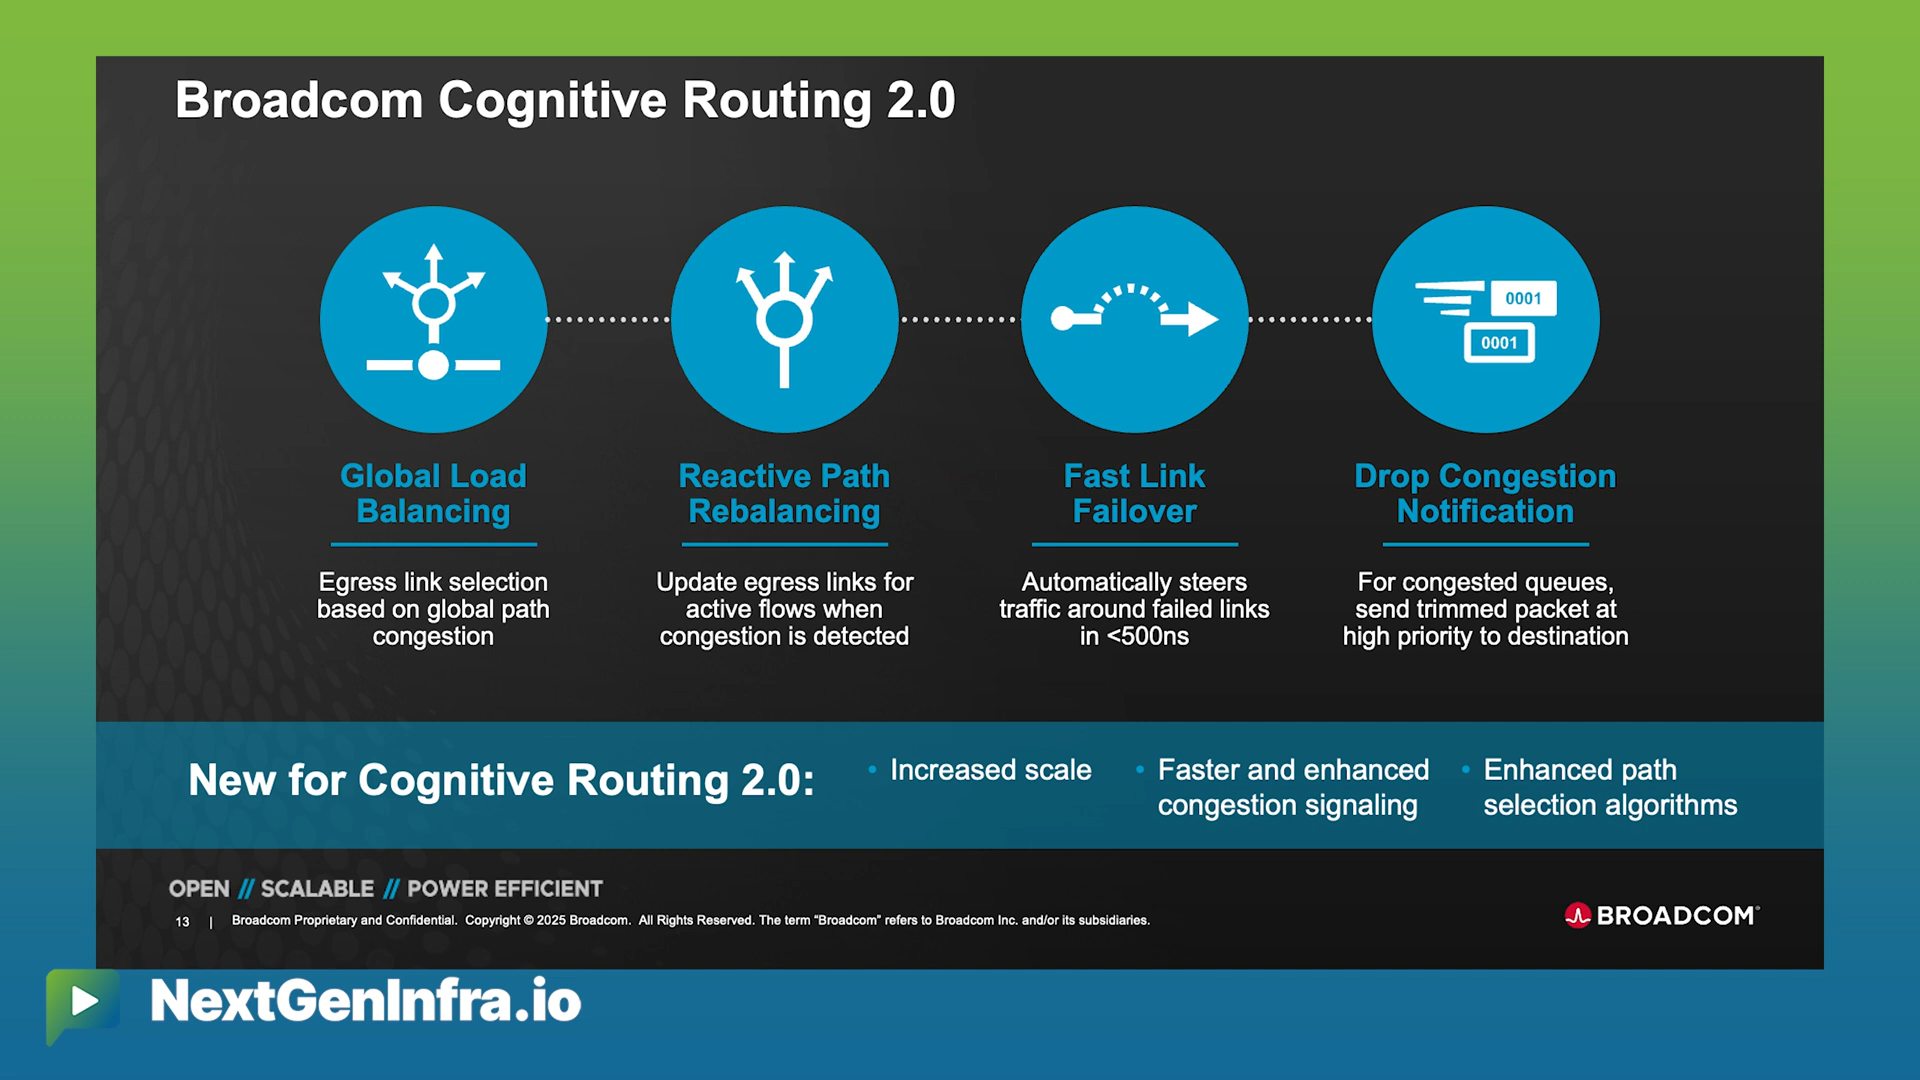 Broadcom Cognitive Routing 2.0
0001
0001
Global Load
Balancing
Egress link selection
based on global path
congestion
Reactive Path
Rebalancing
Update egress links for
active flows when
congestion is detected
Fast Link
Failover
Automatically steers
traffic around failed links
in <500ns
Drop Congestion
Notification
For congested queues,
send trimmed packet at
high priority to destination
New for Cognitive Routing 2.0:
• Increased scale
• Faster and enhanced
congestion signaling
• Enhanced path
selection algorithms
OPEN // SCALABLE // POWER EFFICIENT
13 | Broadcom Proprietary and Confidential. Copyright © 2025 Broadcom. All Rights Reserved. The term “Broadcom” refers to Broadcom Inc. and/or its subsidiaries.
BROADCOM®
NextGenInfra.io